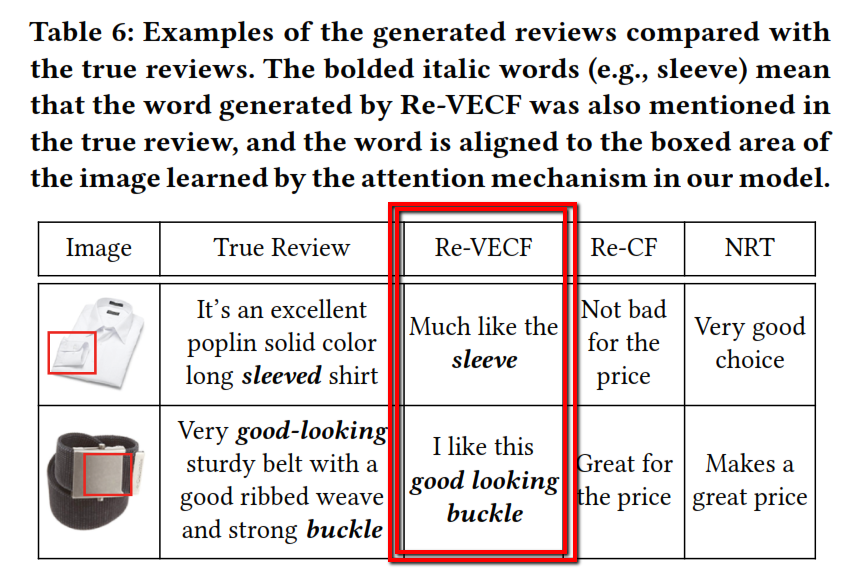 Table 6: Examples of the generated reviews compared with
the true reviews. The bolded italic words (e.g., sleeve) mean
that the word generated by Re-VECF was also mentioned in
the true review, and the word is aligned to the boxed area of
the image learned by the attention mechanism in our model.
Image
True Review
Re-VECF
Re-CF
NRT
It's an excellent
poplin solid color
long sleeved shirt
Much like the
sleeve
Not bad
for the
price
Very good
choice
Very good-looking
sturdy belt with a
good ribbed weave
and strong buckle
I like this
good looking
buckle
Great for
the price
Makes a
great price